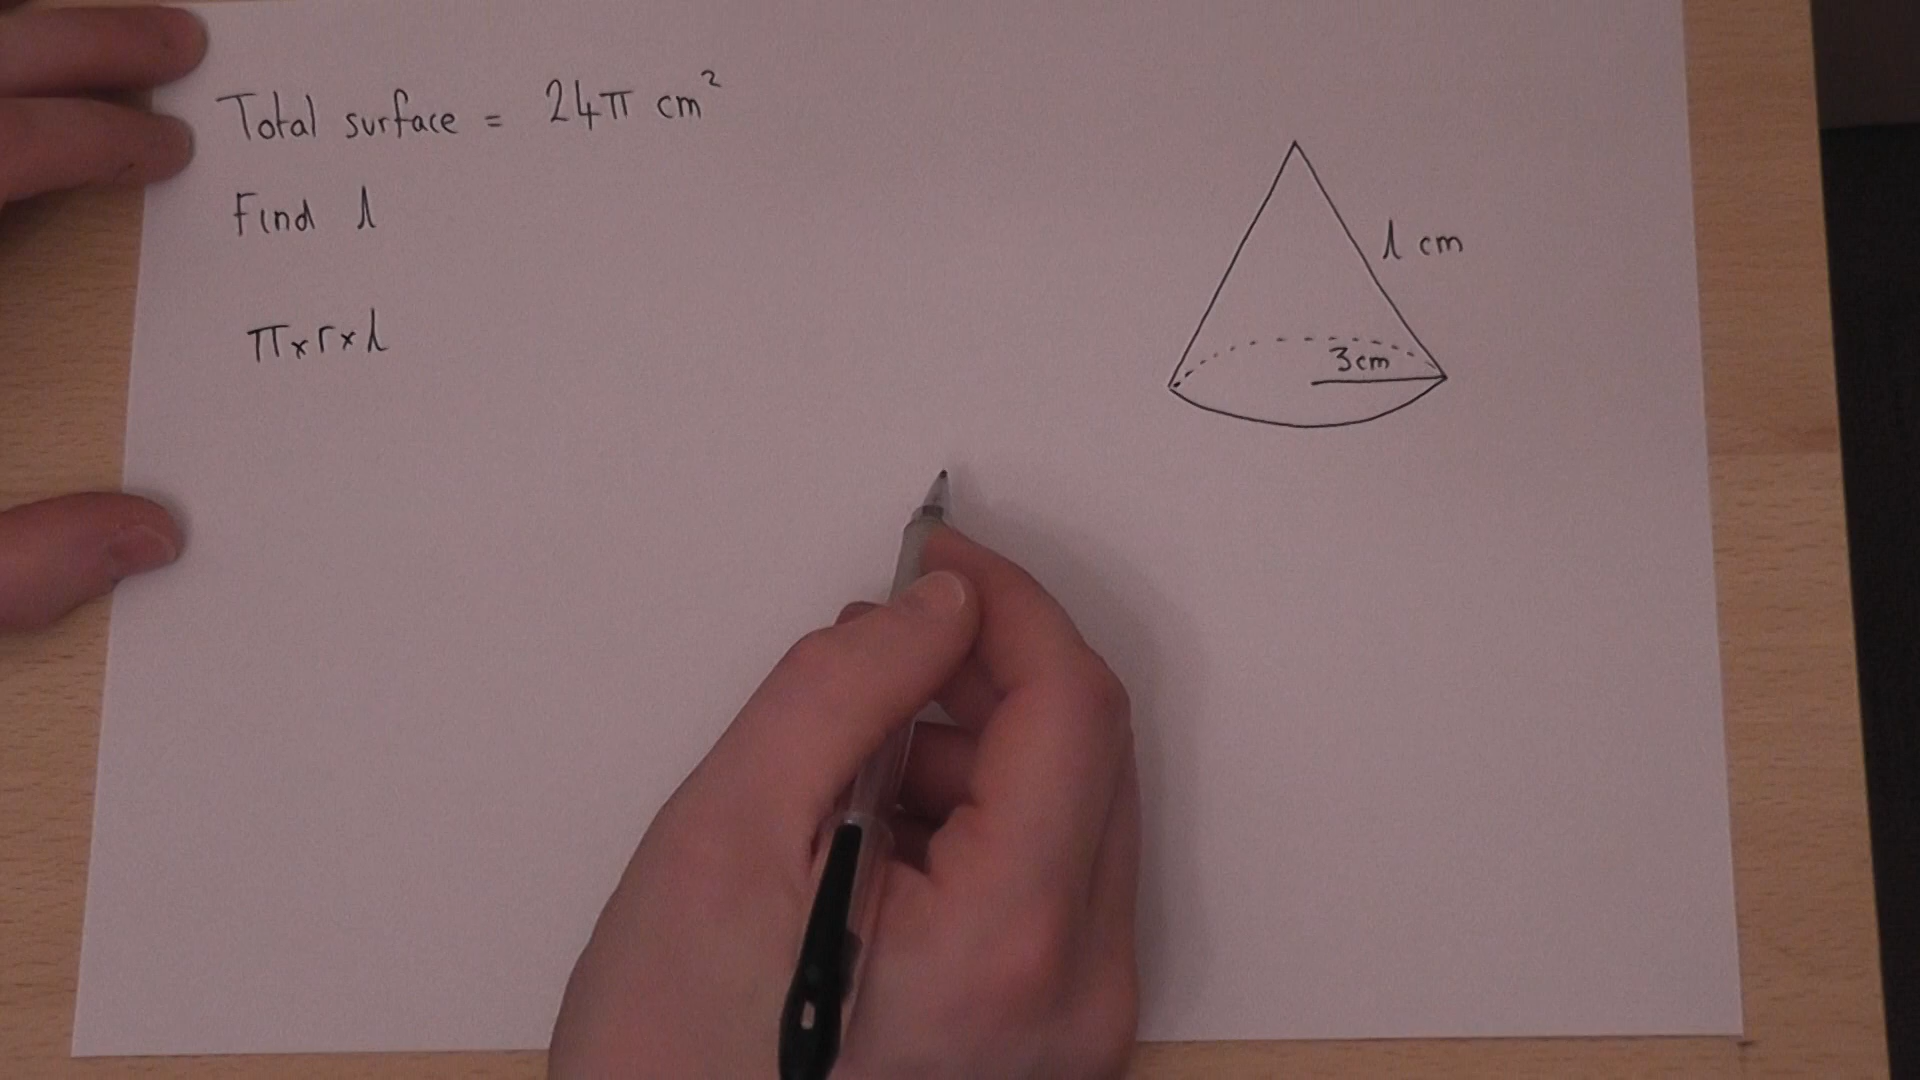 Total surface = 24π cm²
Find l
π×r×l
l cm
3cm